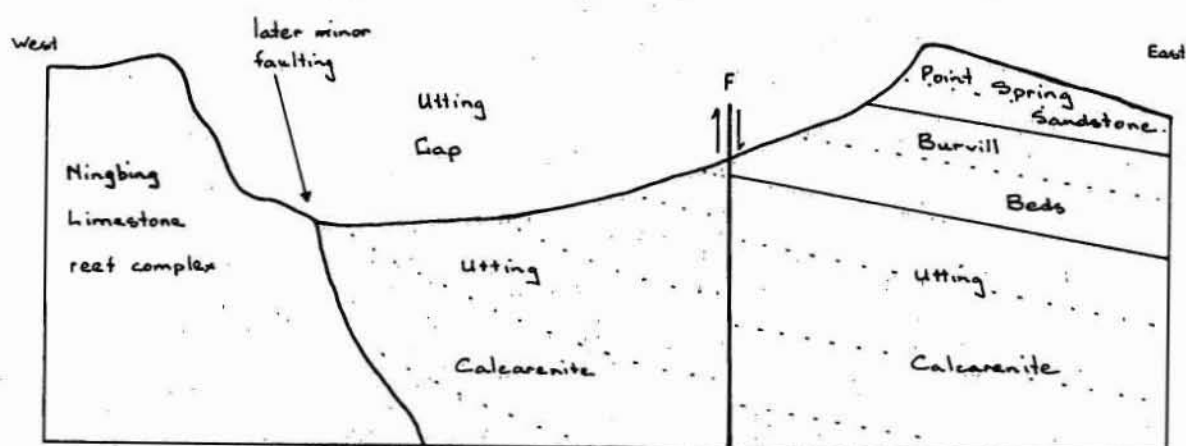 West
later minor
faulting
Utting
Gap
F
East
Point Spring
Sandstone
Burvill
Beds
Ningbing
Limestone
reef complex
Utting
Calcarenite
Utting
Calcarenite